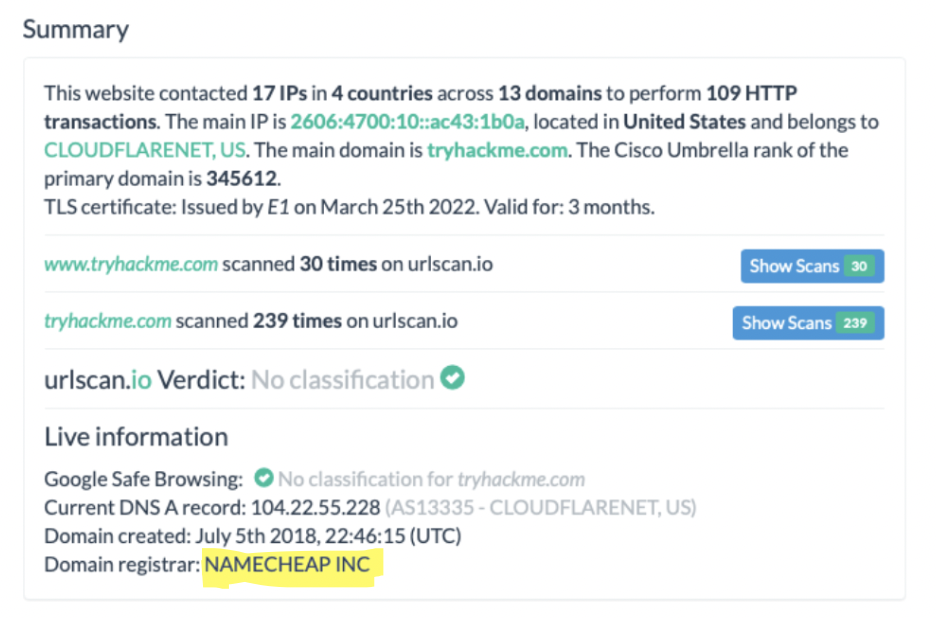 Summary
This website contacted 17 IPs in 4 countries across 13 domains to perform 109 HTTP
transactions. The main IP is 2606:4700:10::ac43:1b0a, located in United States and belongs to
CLOUDFLARENET, US. The main domain is tryhackme.com. The Cisco Umbrella rank of the
primary domain is 345612.
TLS certificate: Issued by E1 on March 25th 2022. Valid for: 3 months.
www.tryhackme.com scanned 30 times on urlscan.io Show Scans 30
tryhackme.com scanned 239 times on urlscan.io Show Scans 239
urlscan.io Verdict: No classification
Live information
Google Safe Browsing: No classification for tryhackme.com
Current DNS A record: 104.22.55.228 (AS13335 - CLOUDFLARENET, US)
Domain created: July 5th 2018, 22:46:15 (UTC)
Domain registrar: NAMECHEAP INC